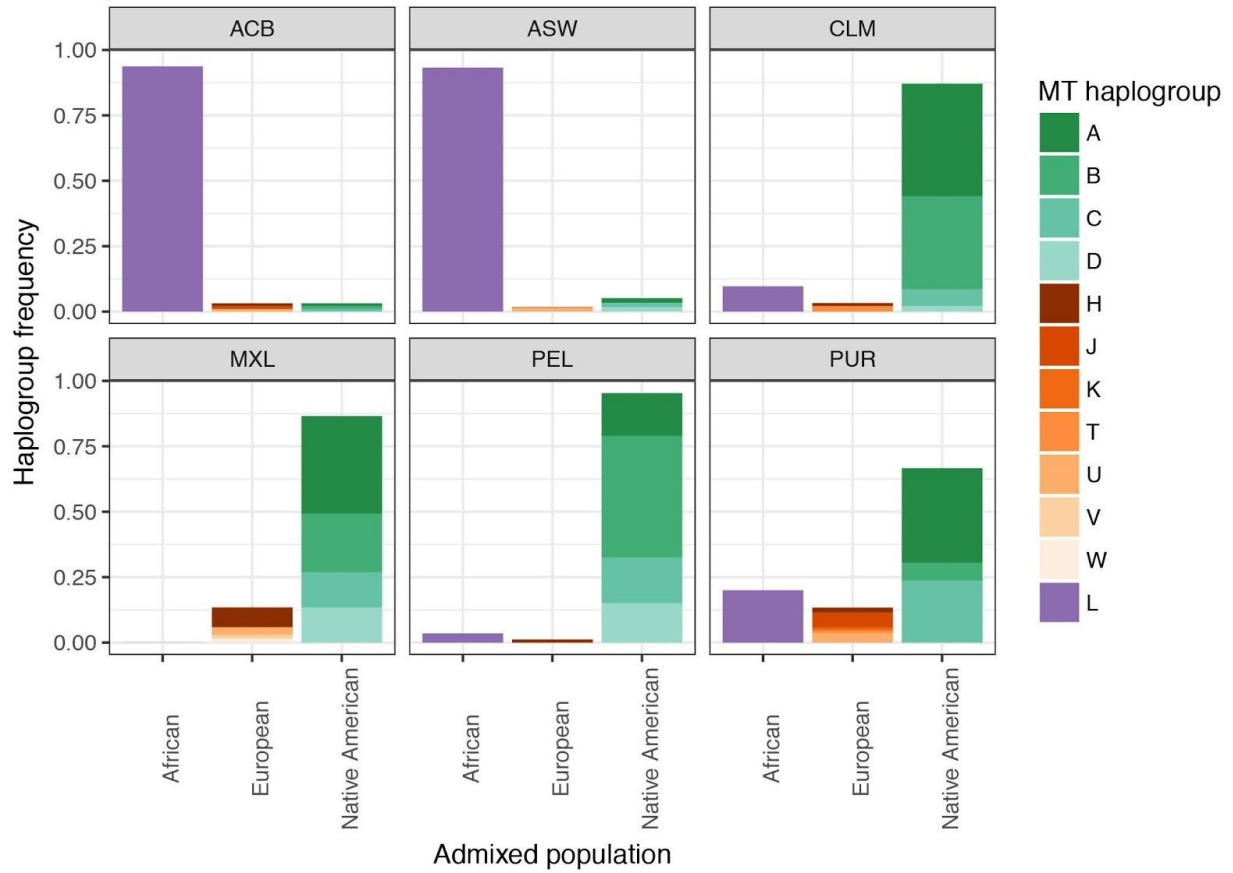 ACB
ASW
CLM
1.00
0.75
0.50
0.25
0.00
MXL
PEL
PUR
1.00
0.75
0.50
0.25
0.00
Haplogroup frequency
African
European
Native American
African
European
Native American
African
European
Native American
Admixed population
MT haplogroup
A
B
C
D
H
J
K
T
U
V
W
L